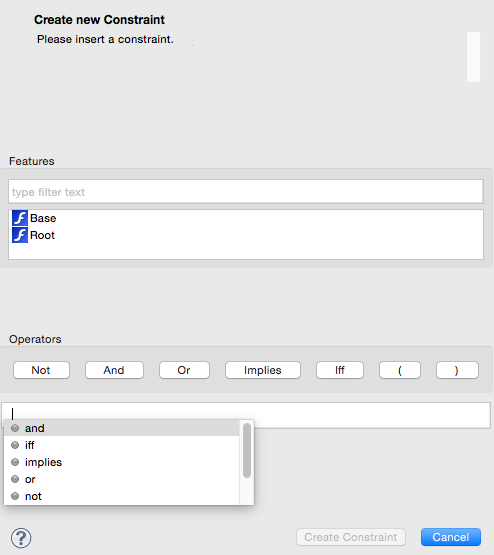 Create new Constraint
Please insert a constraint.
Features
type filter text
Base
Root
Operators
Not And Or Implies Iff ( )
and
iff
implies
or
not
? Create Constraint Cancel